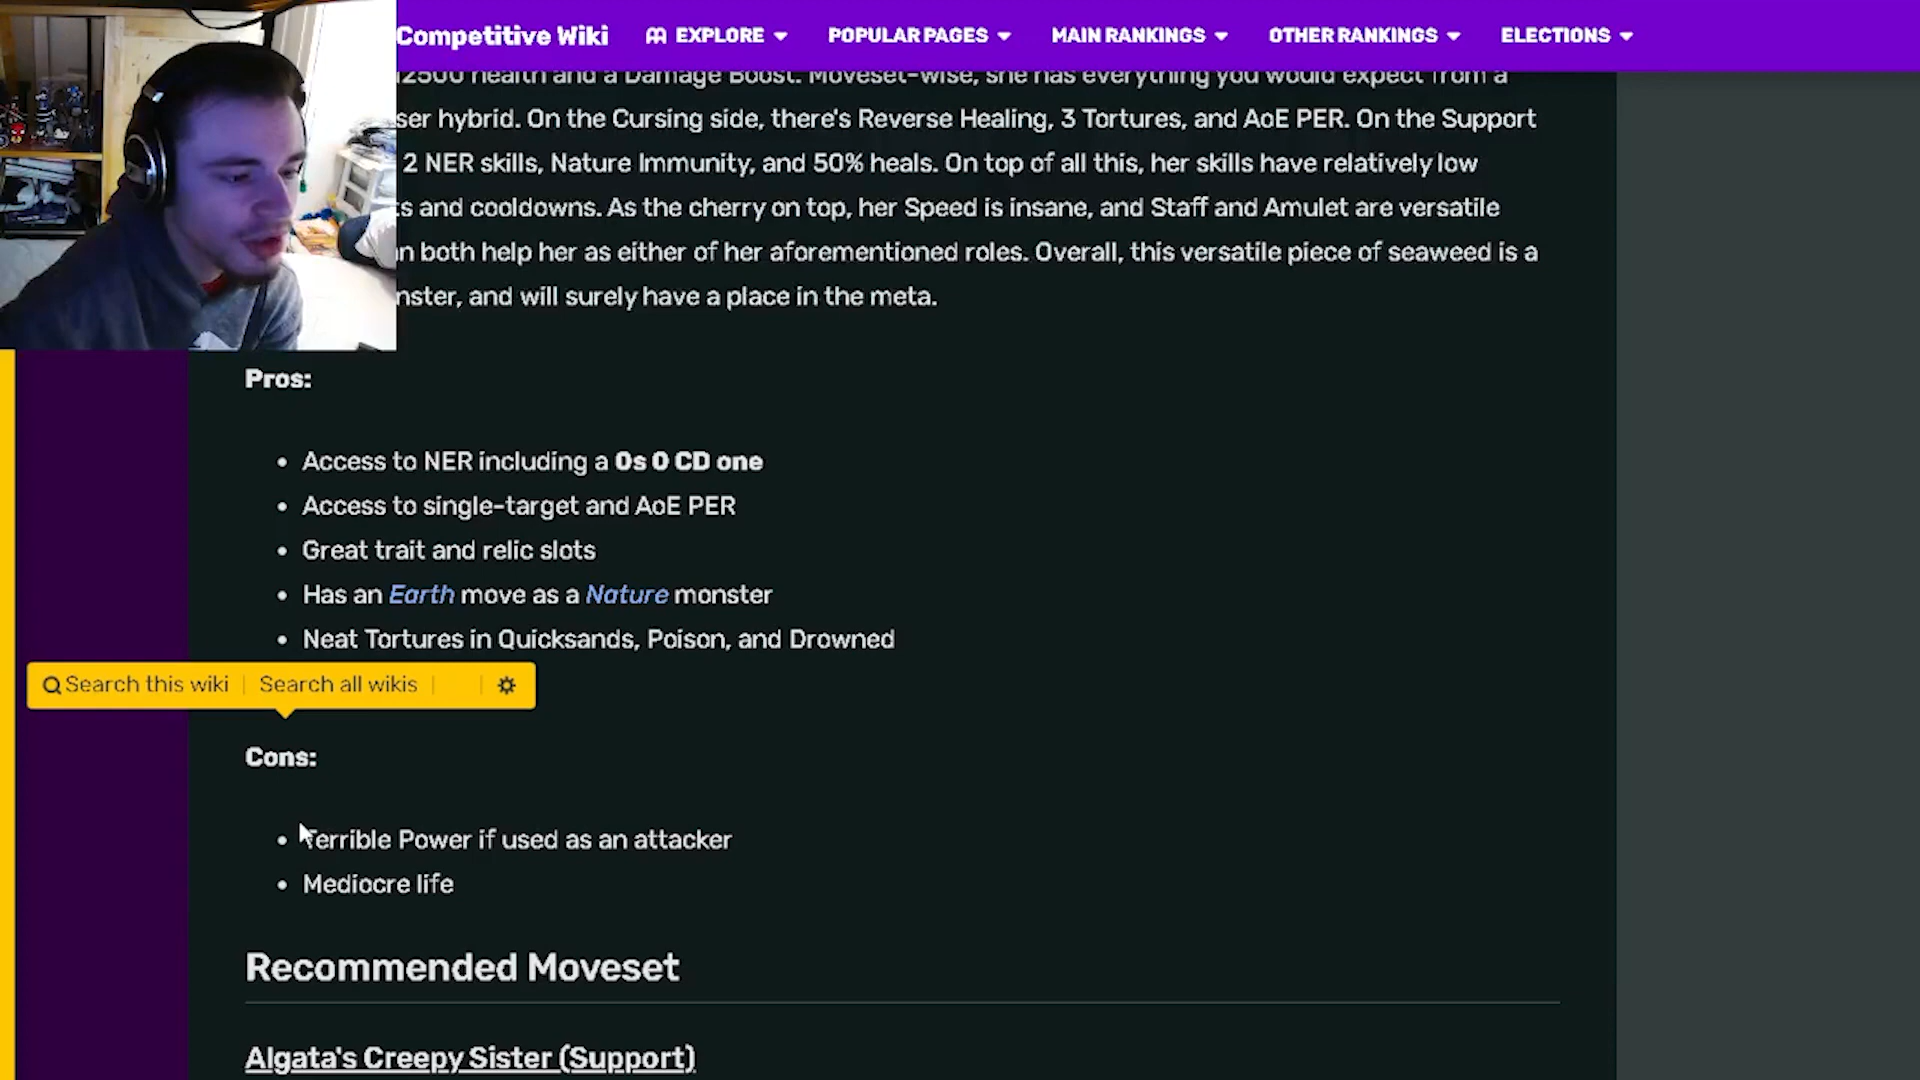 Competitive Wiki EXPLORE POPULAR PAGES MAIN RANKINGS OTHER RANKINGS ELECTIONS
12500 health and a Damage Boost. Moveset-wise, she has everything you would expect from a
ser hybrid. On the Cursing side, there's Reverse Healing, 3 Tortures, and AoE PER. On the Support
2 NER skills, Nature Immunity, and 50% heals. On top of all this, her skills have relatively low
s and cooldowns. As the cherry on top, her Speed is insane, and Staff and Amulet are versatile
n both help her as either of her aforementioned roles. Overall, this versatile piece of seaweed is a
nster, and will surely have a place in the meta.
Pros:
Access to NER including a 0s 0 CD one
Access to single-target and AoE PER
Great trait and relic slots
Has an Earth move as a Nature monster
Neat Tortures in Quicksands, Poison, and Drowned
Search this wiki Search all wikis
Cons:
Terrible Power if used as an attacker
Mediocre life
Recommended Moveset
Algata's Creepy Sister (Support)